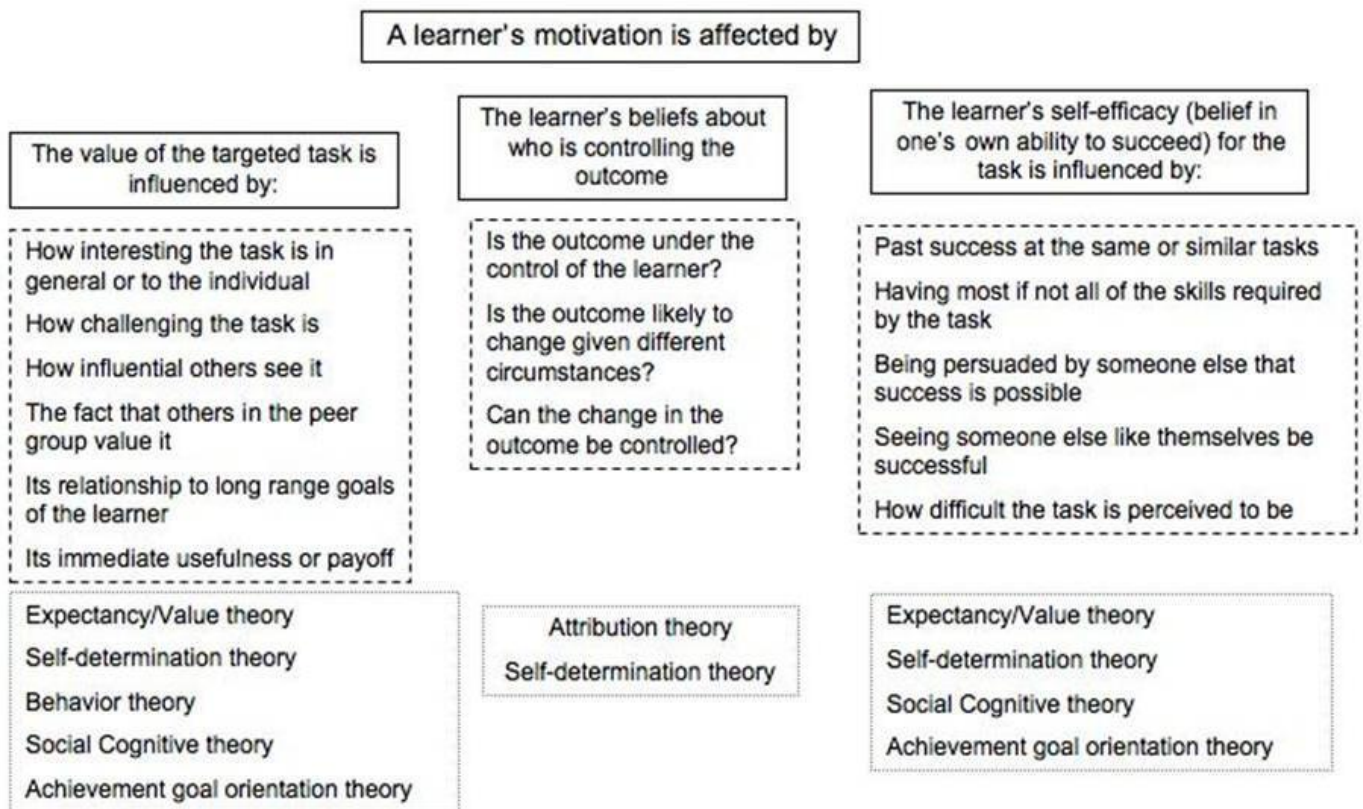 A learner's motivation is affected by
The value of the targeted task is
influenced by:
How interesting the task is in
general or to the individual
How challenging the task is
How influential others see it
The fact that others in the peer
group value it
Its relationship to long range goals
of the learner
Its immediate usefulness or payoff
Expectancy/Value theory
Self-determination theory
Behavior theory
Social Cognitive theory
Achievement goal orientation theory
The learner's beliefs about
who is controlling the
outcome
Is the outcome under the
control of the learner?
Is the outcome likely to
change given different
circumstances?
Can the change in the
outcome be controlled?
Attribution theory
Self-determination theory
The learner's self-efficacy (belief in
one's own ability to succeed) for the
task is influenced by:
Past success at the same or similar tasks
Having most if not all of the skills required
by the task
Being persuaded by someone else that
success is possible
Seeing someone else like themselves be
successful
How difficult the task is perceived to be
Expectancy/Value theory
Self-determination theory
Social Cognitive theory
Achievement goal orientation theory